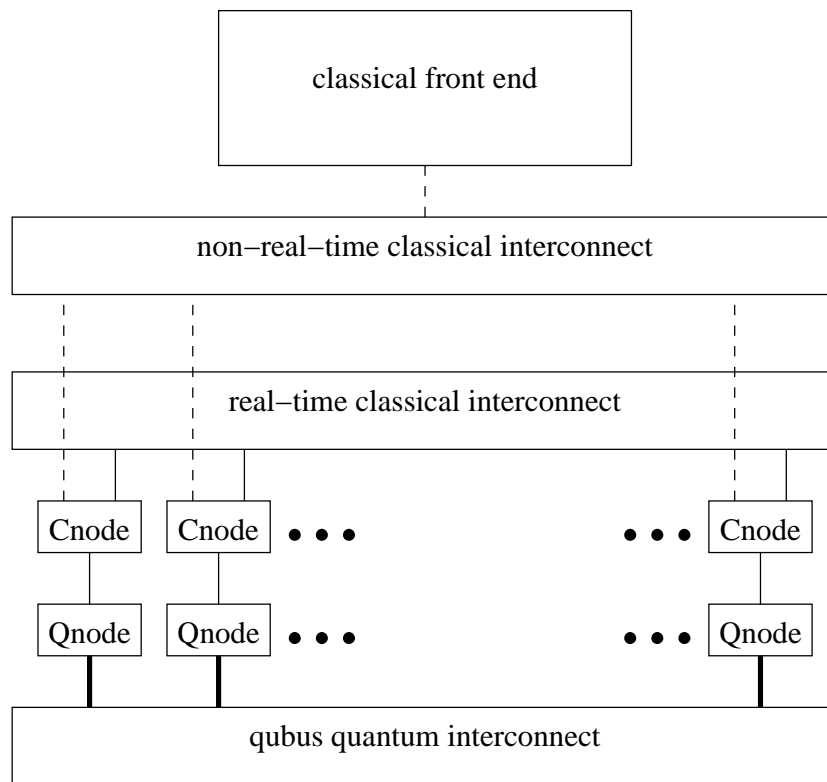 classical front end
non−real−time classical interconnect
real−time classical interconnect
Cnode Cnode Cnode
Qnode Qnode Qnode
qubus quantum interconnect